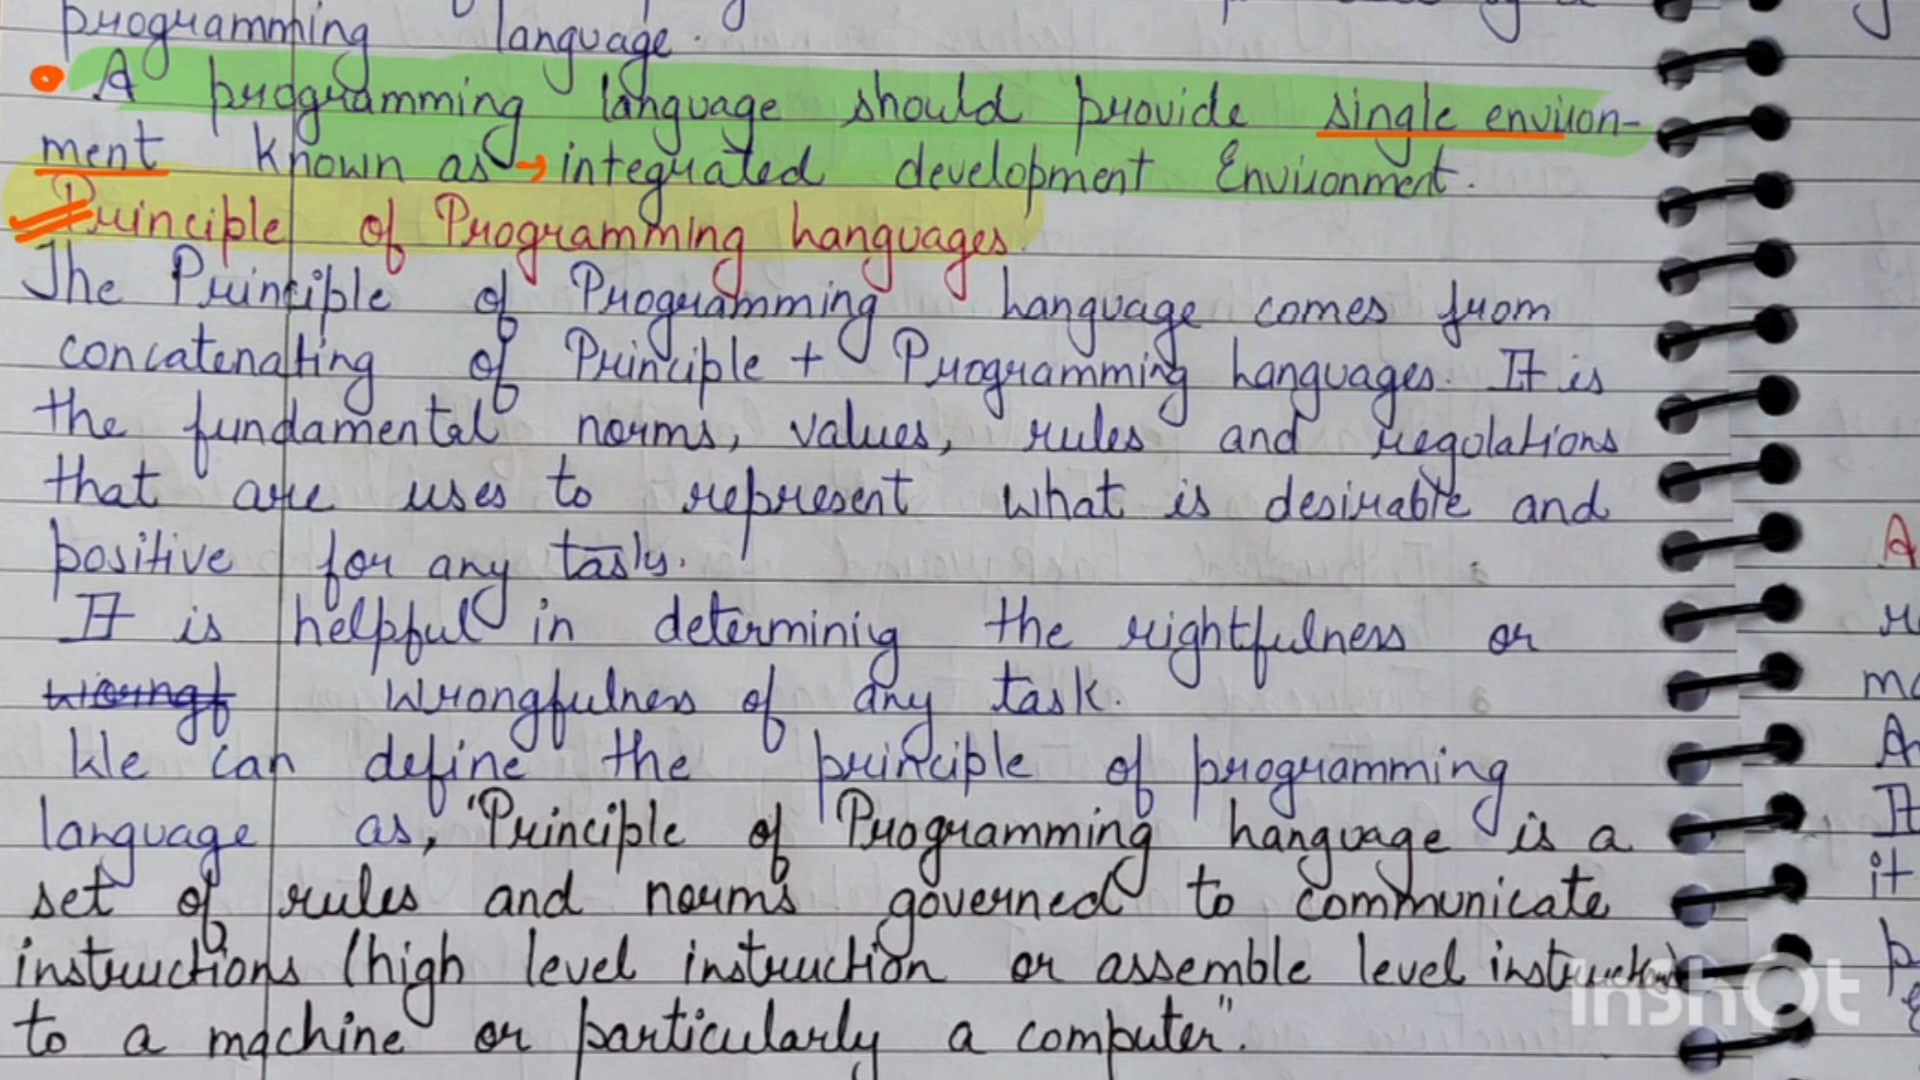 programming language.
• A programming language should provide single environ-
ment known as → integrated development Environment.
Principle of Programming Languages.
The Principle of Programming Language comes from
concatenating of Principle + Programming Languages. It is
the fundamental norms, values, rules and regolations
that are uses to represent what is desirable and
positive for any tasks.
It is helpful in determiniy the rightfulness or
wrongfulness of any task.
We can define the principle of programming
language as, "Principle of Programming Language is a
set of rules and norms governed to communicate
instructions (high level instruction or assemble level instruction)
to a machine or particularly a computer".
A
A
It
it
InShOt